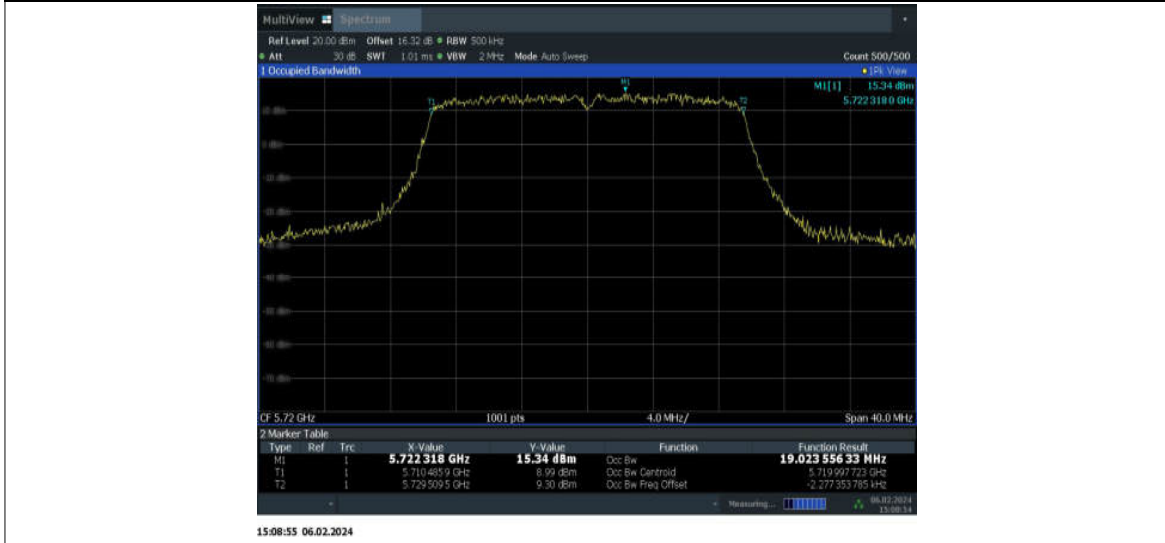 MultiView Spectrum
Ref Level 20.00 dBm Offset 16.32 dB RBW 500 kHz
Att 30 dB SWT 1.01 ms VBW 2 MHz Mode Auto Sweep Count 500/500
1 Occupied Bandwidth 1Pk View
M1[1] 15.34 dBm
5.722 318 0 GHz
M1
T1
T2
CF 5.72 GHz 1001 pts 4.0 MHz/ Span 40.0 MHz
2 Marker Table
Type Ref Trc X-Value Y-Value Function Function Result
M1 1 5.722 318 GHz 15.34 dBm Occ Bw 19.023 556 33 MHz
T1 1 5.710 485 9 GHz 8.99 dBm Occ Bw Centroid 5.719 997 723 GHz
T2 1 5.729 509 5 GHz 9.30 dBm Occ Bw Freq Offset -2.277 353 785 kHz
Measuring... 06.02.2024
15:08:54
15:08:55 06.02.2024